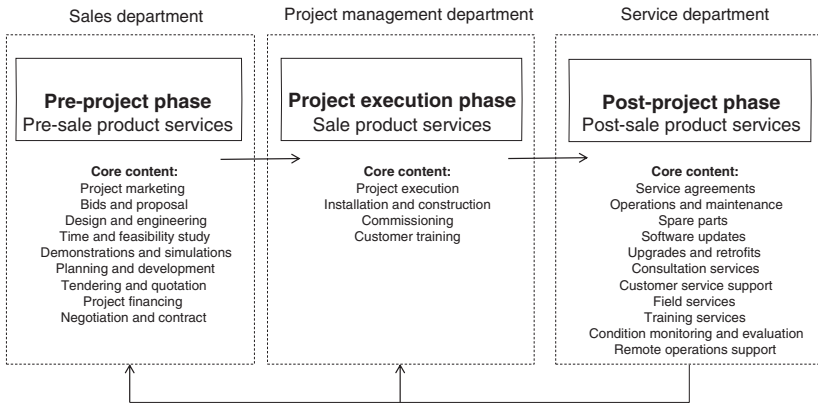 Sales department
Project management department
Service department
Pre-project phase
Pre-sale product services
Project execution phase
Sale product services
Post-project phase
Post-sale product services
Core content:
Project marketing
Bids and proposal
Design and engineering
Time and feasibility study
Demonstrations and simulations
Planning and development
Tendering and quotation
Project financing
Negotiation and contract
Core content:
Project execution
Installation and construction
Commissioning
Customer training
Core content:
Service agreements
Operations and maintenance
Spare parts
Software updates
Upgrades and retrofits
Consultation services
Customer service support
Field services
Training services
Condition monitoring and evaluation
Remote operations support